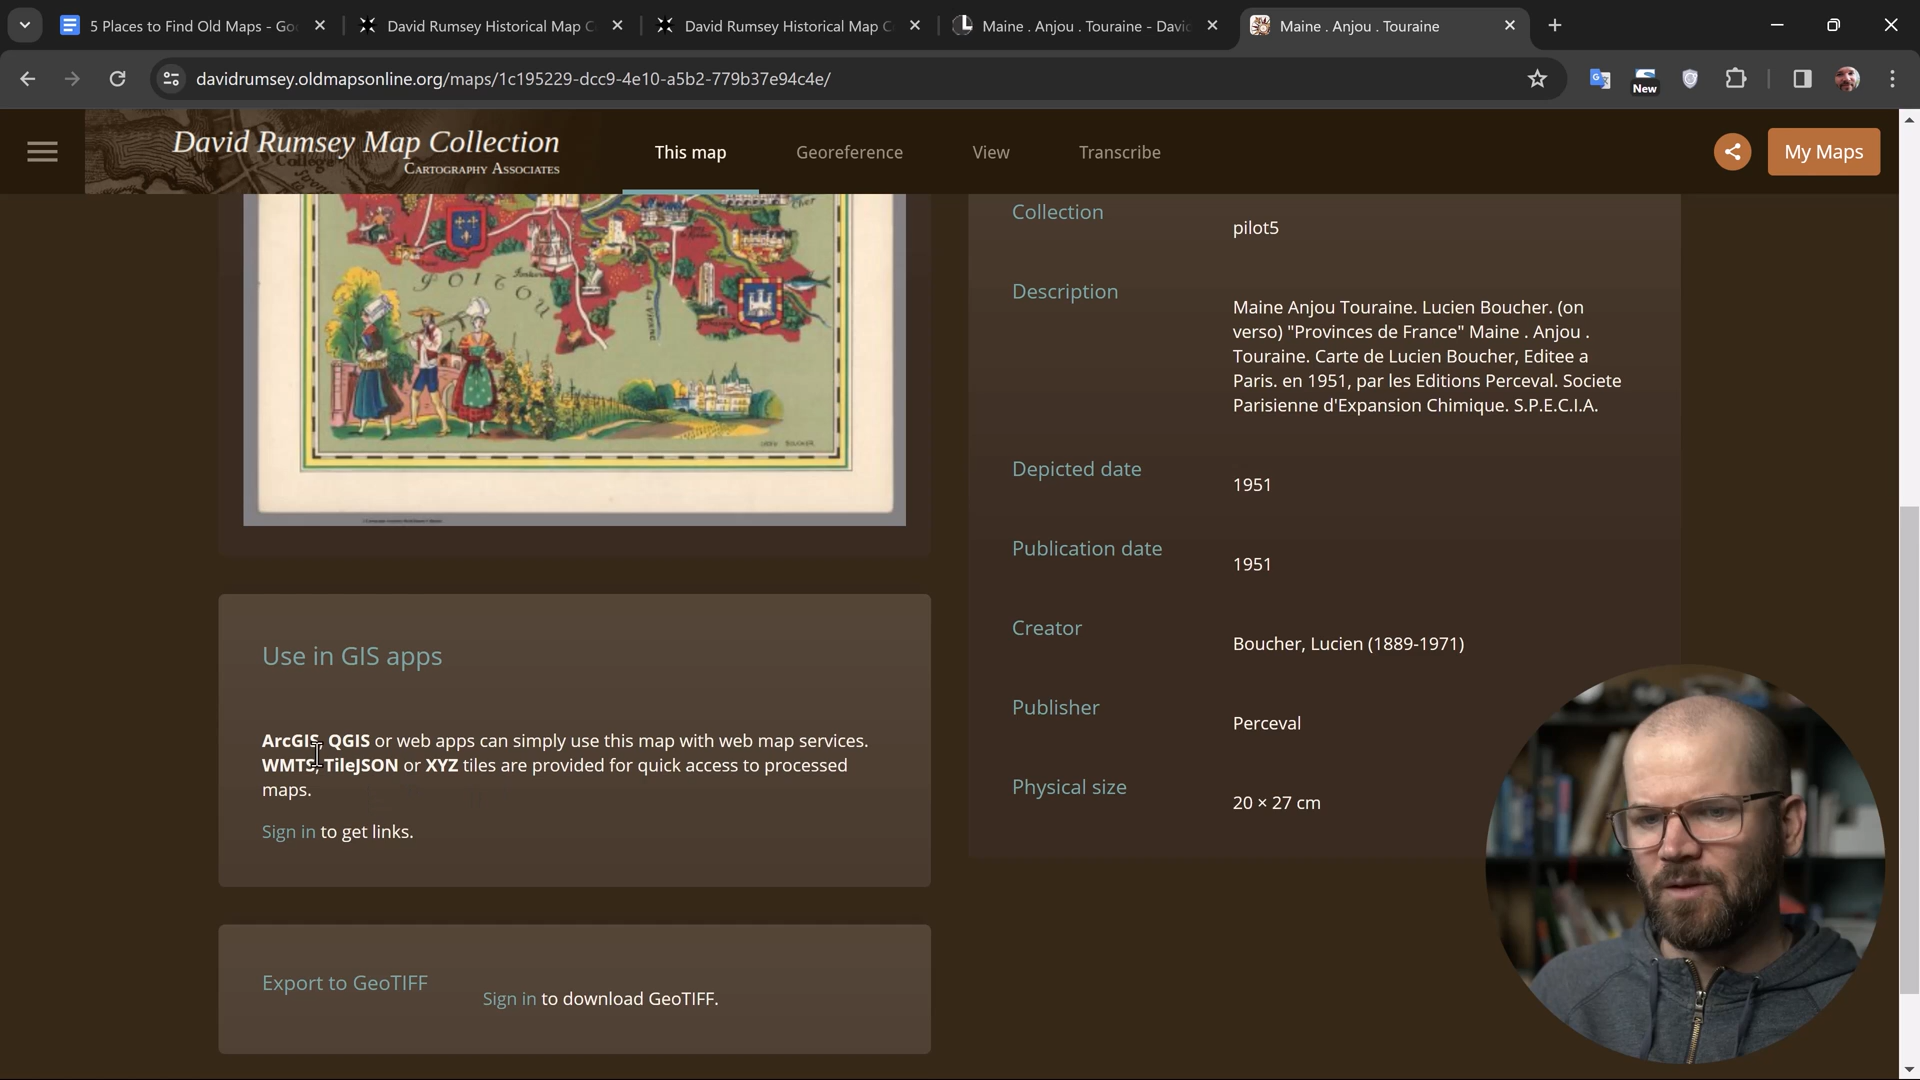 5 Places to Find Old Maps - Goo
David Rumsey Historical Map C
David Rumsey Historical Map C
Maine . Anjou . Touraine - David
Maine . Anjou . Touraine
davidrumsey.oldmapsonline.org/maps/1c195229-dcc9-4e10-a5b2-779b37e94c4e/
New
David Rumsey Map Collection
CARTOGRAPHY ASSOCIATES
This map
Georeference
View
Transcribe
My Maps
POITOU
LUCIEN BOUCHER
Collection
pilot5
Description
Maine Anjou Touraine. Lucien Boucher. (on
verso) "Provinces de France" Maine . Anjou .
Touraine. Carte de Lucien Boucher, Editee a
Paris. en 1951, par les Editions Perceval. Societe
Parisienne d'Expansion Chimique. S.P.E.C.I.A.
Depicted date
1951
Publication date
1951
Creator
Boucher, Lucien (1889-1971)
Publisher
Perceval
Physical size
20 × 27 cm
Use in GIS apps
ArcGIS, QGIS or web apps can simply use this map with web map services.
WMTS, TileJSON or XYZ tiles are provided for quick access to processed
maps.
Sign in to get links.
Export to GeoTIFF
Sign in to download GeoTIFF.